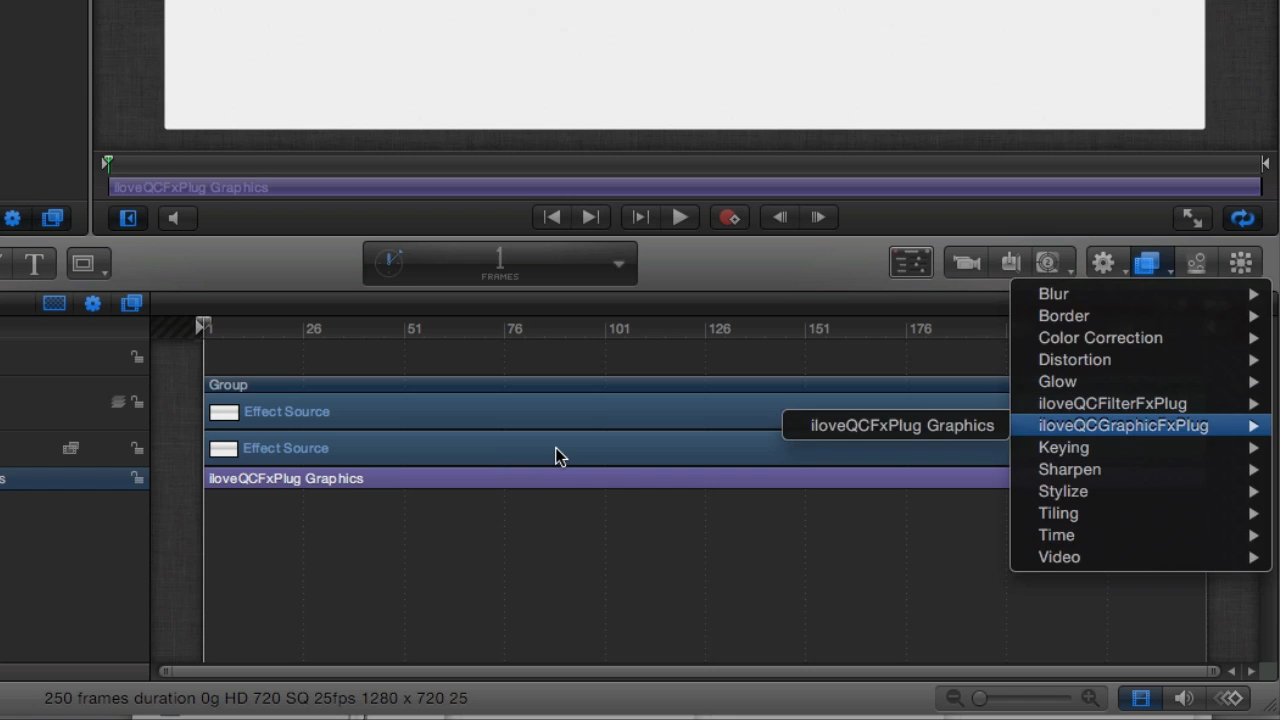 iloveQCFxPlug Graphics
T
1
FRAMES
1
26
51
76
101
126
151
176
Group
Effect Source
Effect Source
iloveQCFxPlug Graphics
s
Blur
Border
Color Correction
Distortion
Glow
iloveQCFilterFxPlug
iloveQCGraphicFxPlug
iloveQCFxPlug Graphics
Keying
Sharpen
Stylize
Tiling
Time
Video
250 frames duration 0g HD 720 SQ 25fps 1280 x 720 25